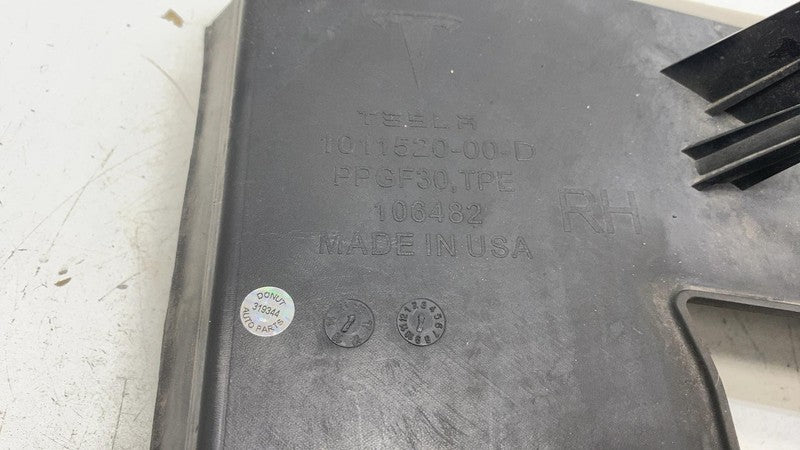 TESLA
1011520-00-D
PPGF30,TPE
106482
MADE IN USA
RH
DONUT
319344
AUTO PARTS